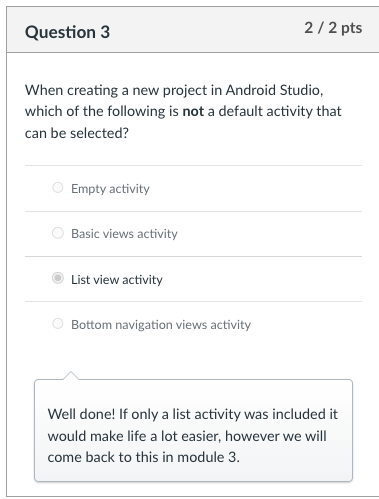 Question 3
2 / 2 pts
When creating a new project in Android Studio,
which of the following is not a default activity that
can be selected?
Empty activity
Basic views activity
List view activity
Bottom navigation views activity
Well done! If only a list activity was included it
would make life a lot easier, however we will
come back to this in module 3.